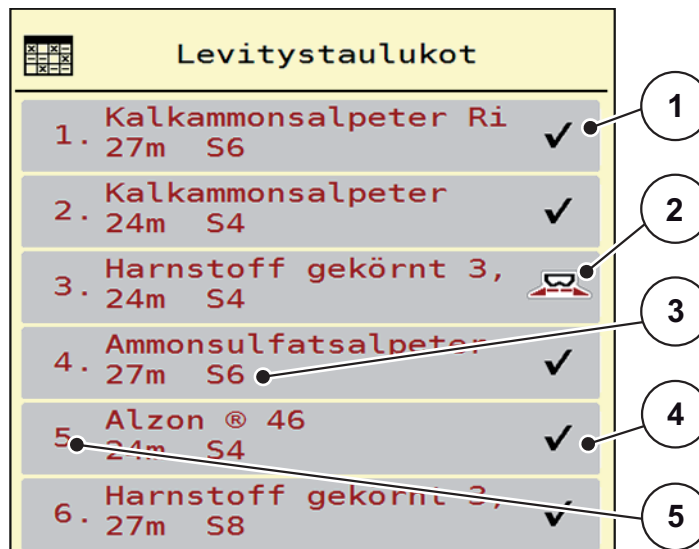 Levitystaulukot
1. Kalkammonsalpeter Ri
27m S6
2. Kalkammonsalpeter
24m S4
3. Harnstoff gekörnt 3,
24m S4
4. Ammonsulfatsalpeter
27m S6
5. Alzon ® 46
24m S4
6. Harnstoff gekörnt 3,
27m S8
1
2
3
4
5